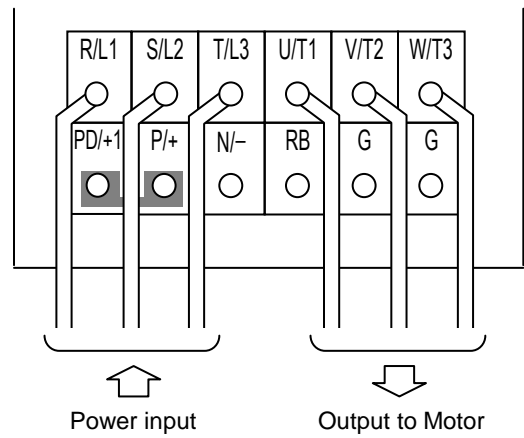 R/L1 S/L2 T/L3 U/T1 V/T2 W/T3
PD/+1 P/+ N/− RB G G
Power input Output to Motor